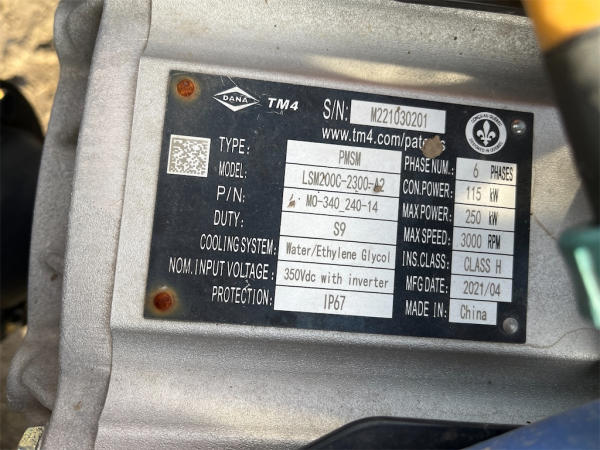 DANA TM4 S/N: M221030201
www.tm4.com/patents
TYPE: PMSM
MODEL: LSM200C-2300-A2
P/N: MO-340_240-14
DUTY: S9
COOLING SYSTEM: Water/Ethylene Glycol
NOM. INPUT VOLTAGE: 350Vdc with inverter
PROTECTION: IP67
PHASE NUM.: 6 PHASES
CON. POWER: 115 kW
MAX POWER: 250 kW
MAX SPEED: 3000 RPM
INS. CLASS: CLASS H
MFG DATE: 2021/04
MADE IN: China